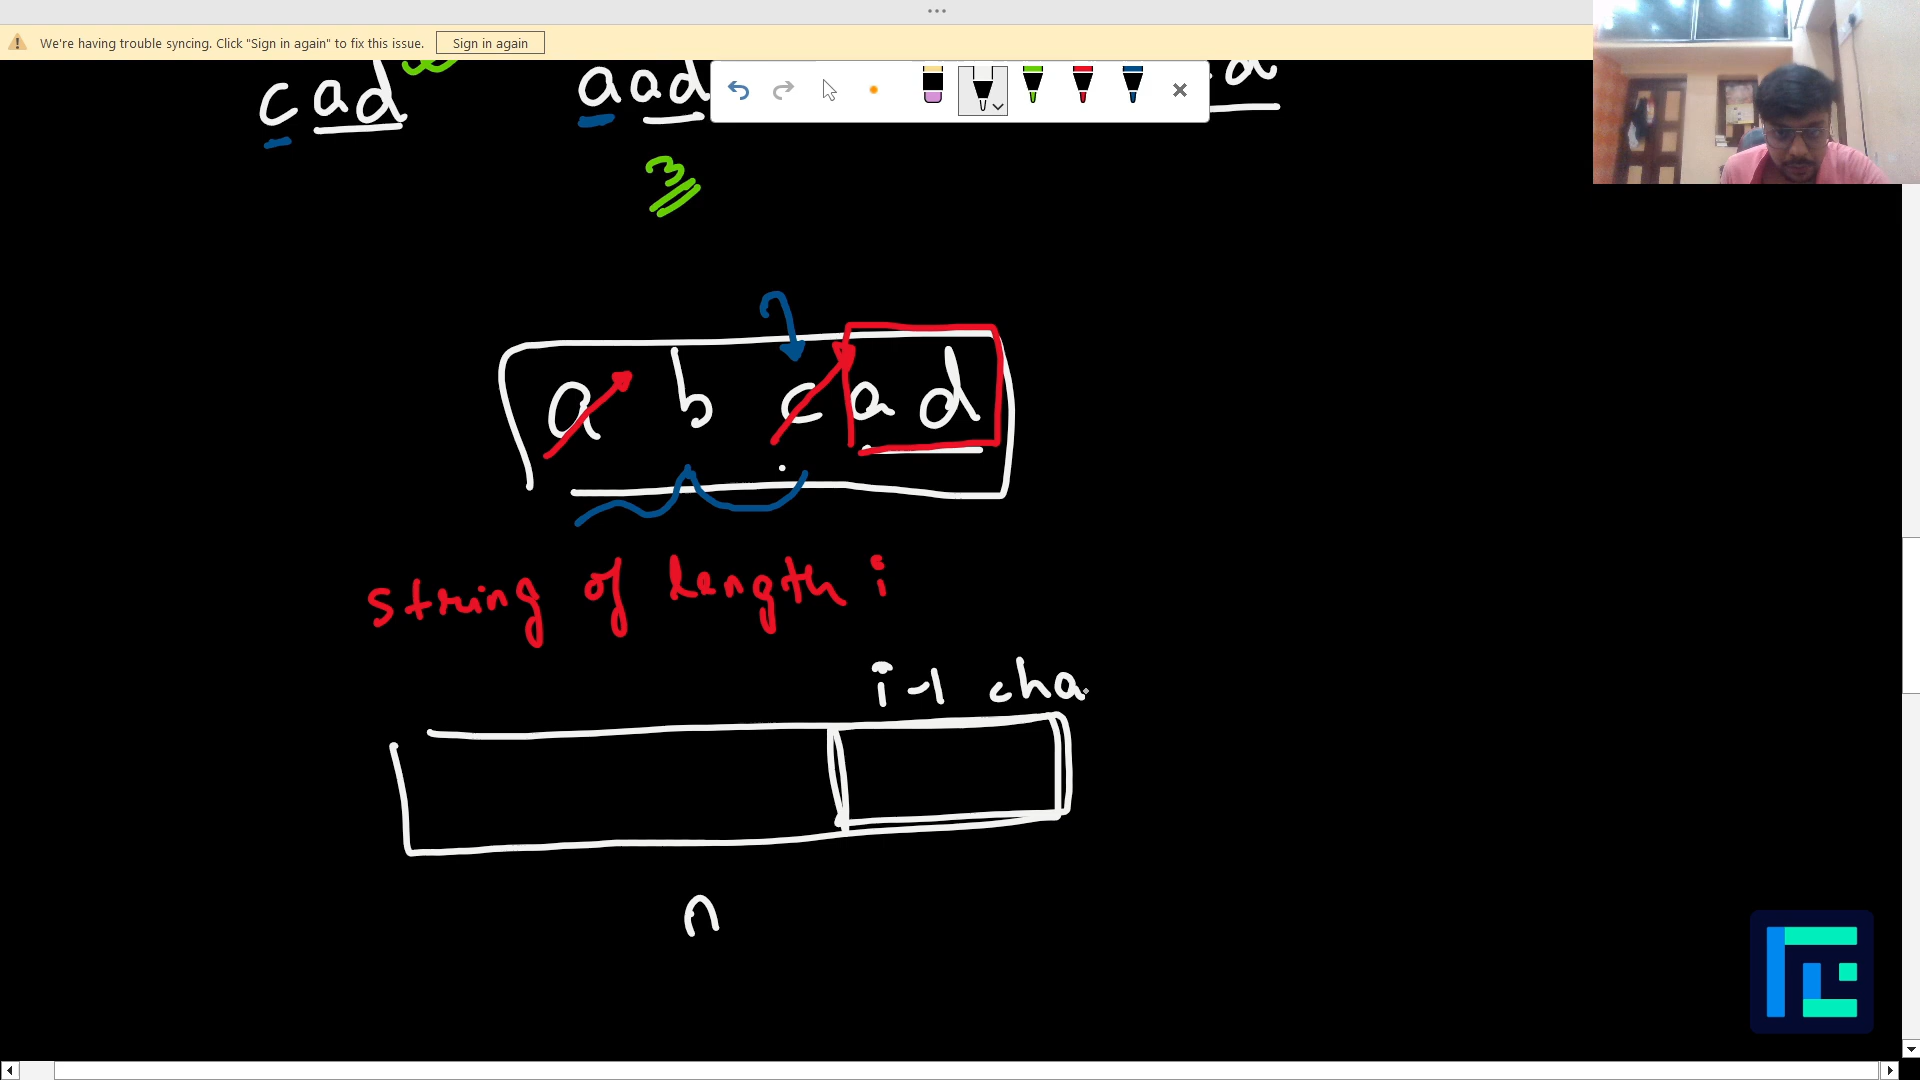 We're having trouble syncing. Click "Sign in again" to fix this issue. Sign in again
cad aad d
3
a b c a d
string of length i
i-1 cha
n